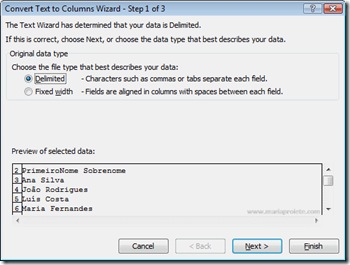 Convert Text to Columns Wizard - Step 1 of 3
The Text Wizard has determined that your data is Delimited.
If this is correct, choose Next, or choose the data type that best describes your data.
Original data type
Choose the file type that best describes your data:
Delimited - Characters such as commas or tabs separate each field.
Fixed width - Fields are aligned in columns with spaces between each field.
Preview of selected data:
2 PrimeiroNome Sobrenome
3 Ana Silva
4 João Rodrigues
5 Luis Costa
6 Maria Fernandes
Cancel < Back Next > Finish